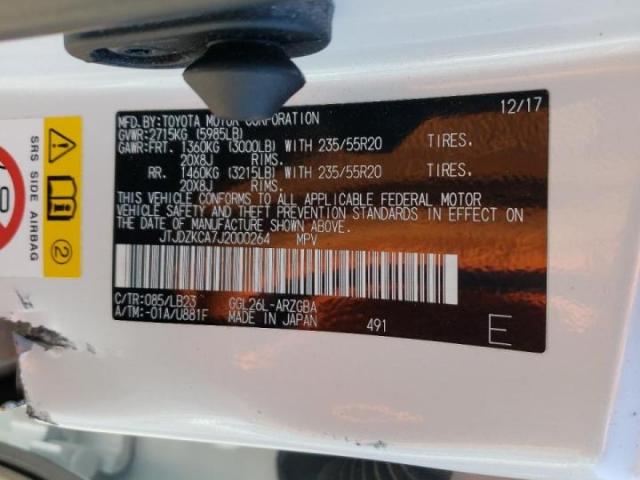 MFD.BY:TOYOTA MOTOR CORPORATION 12/17
GVWR:2715KG (5985LB)
GAWR:FRT. 1360KG (3000LB) WITH 235/55R20 TIRES.
20X8J RIMS.
RR. 1460KG (3215LB) WITH 235/55R20 TIRES.
20X8J RIMS.
THIS VEHICLE CONFORMS TO ALL APPLICABLE FEDERAL MOTOR
VEHICLE SAFETY AND THEFT PREVENTION STANDARDS IN EFFECT ON
THE DATE OF MANUFACTURE SHOWN ABOVE.
JTJDZKCA7J2000264 MPV
C/TR:085/LB23 GGL26L-ARZGBA
A/TM:-01A/U881F MADE IN JAPAN 491 E
SRS SIDE AIRBAG
2